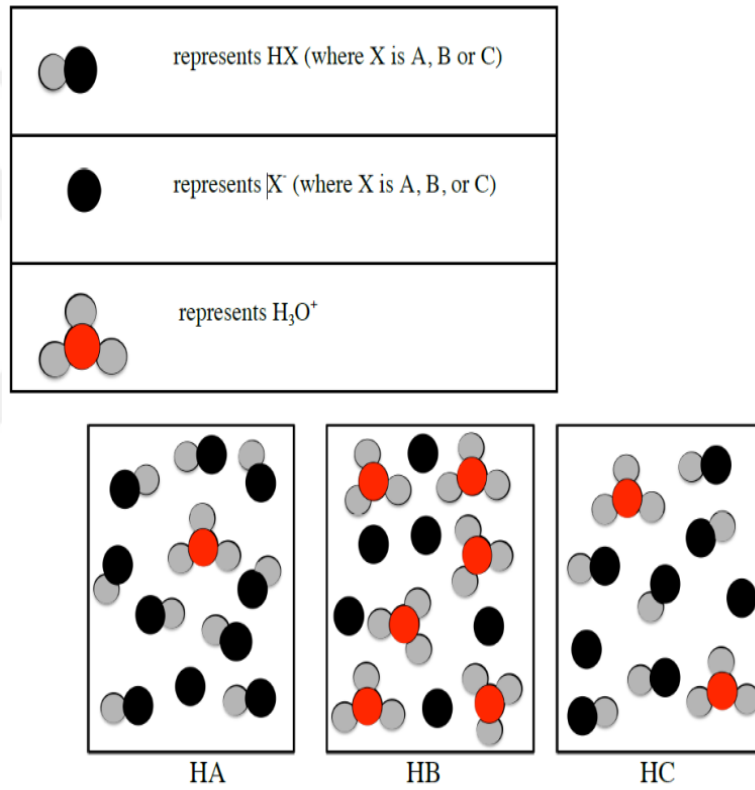 represents HX (where X is A, B or C)
represents X⁻ (where X is A, B, or C)
represents H₃O⁺
HA HB HC